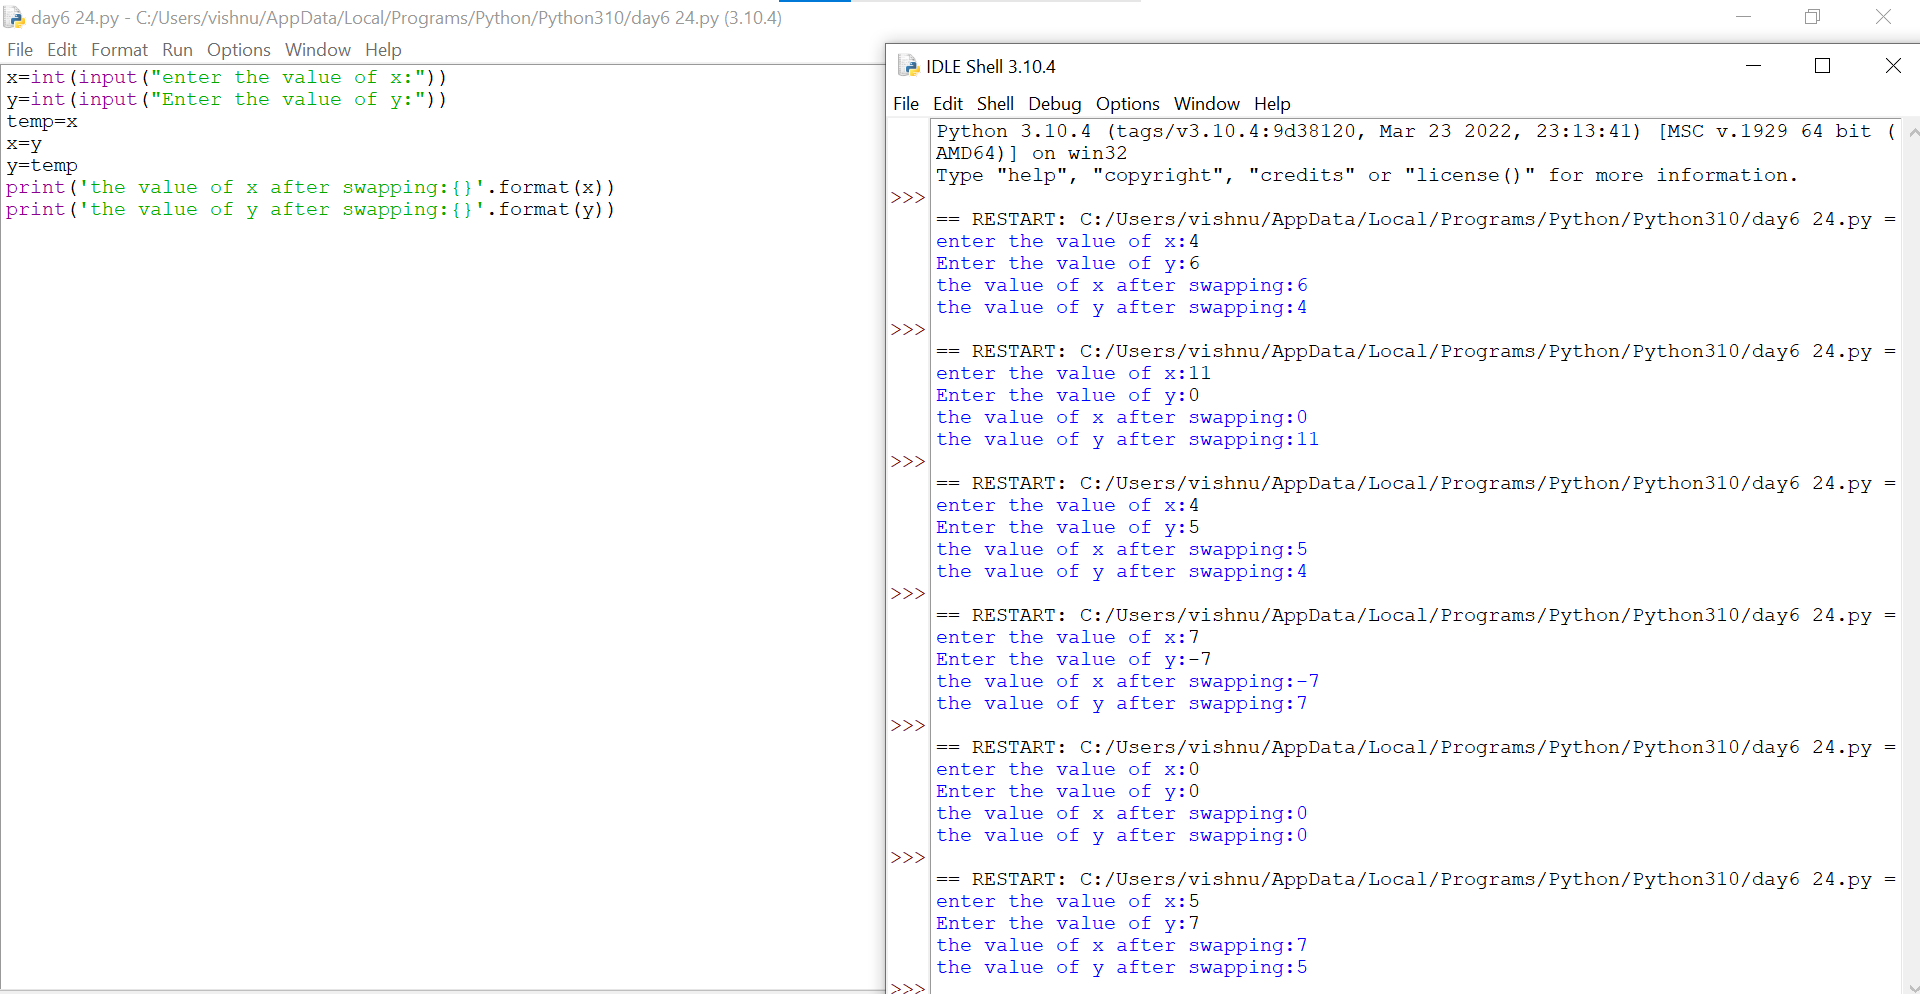 day6 24.py - C:/Users/vishnu/AppData/Local/Programs/Python/Python310/day6 24.py (3.10.4)
File Edit Format Run Options Window Help
x=int(input("enter the value of x:"))
y=int(input("Enter the value of y:"))
temp=x
x=y
y=temp
print('the value of x after swapping:{}'.format(x))
print('the value of y after swapping:{}'.format(y))
IDLE Shell 3.10.4
File Edit Shell Debug Options Window Help
Python 3.10.4 (tags/v3.10.4:9d38120, Mar 23 2022, 23:13:41) [MSC v.1929 64 bit (
AMD64)] on win32
Type "help", "copyright", "credits" or "license()" for more information.
>>>
== RESTART: C:/Users/vishnu/AppData/Local/Programs/Python/Python310/day6 24.py =
enter the value of x:4
Enter the value of y:6
the value of x after swapping:6
the value of y after swapping:4
>>>
== RESTART: C:/Users/vishnu/AppData/Local/Programs/Python/Python310/day6 24.py =
enter the value of x:11
Enter the value of y:0
the value of x after swapping:0
the value of y after swapping:11
>>>
== RESTART: C:/Users/vishnu/AppData/Local/Programs/Python/Python310/day6 24.py =
enter the value of x:4
Enter the value of y:5
the value of x after swapping:5
the value of y after swapping:4
>>>
== RESTART: C:/Users/vishnu/AppData/Local/Programs/Python/Python310/day6 24.py =
enter the value of x:7
Enter the value of y:-7
the value of x after swapping:-7
the value of y after swapping:7
>>>
== RESTART: C:/Users/vishnu/AppData/Local/Programs/Python/Python310/day6 24.py =
enter the value of x:0
Enter the value of y:0
the value of x after swapping:0
the value of y after swapping:0
>>>
== RESTART: C:/Users/vishnu/AppData/Local/Programs/Python/Python310/day6 24.py =
enter the value of x:5
Enter the value of y:7
the value of x after swapping:7
the value of y after swapping:5
>>>